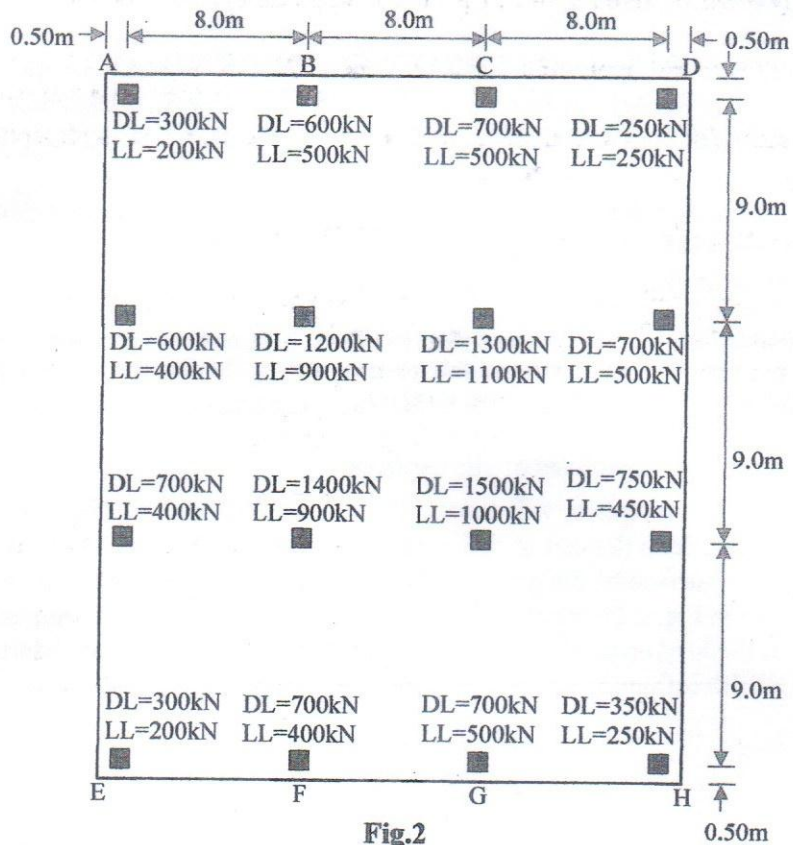 8.0m 8.0m 8.0m
0.50m 0.50m
A B C D
DL=300kN DL=600kN DL=700kN DL=250kN
LL=200kN LL=500kN LL=500kN LL=250kN
9.0m
DL=600kN DL=1200kN DL=1300kN DL=700kN
LL=400kN LL=900kN LL=1100kN LL=500kN
9.0m
DL=700kN DL=1400kN DL=1500kN DL=750kN
LL=400kN LL=900kN LL=1000kN LL=450kN
9.0m
DL=300kN DL=700kN DL=700kN DL=350kN
LL=200kN LL=400kN LL=500kN LL=250kN
E F G H
Fig.2
0.50m